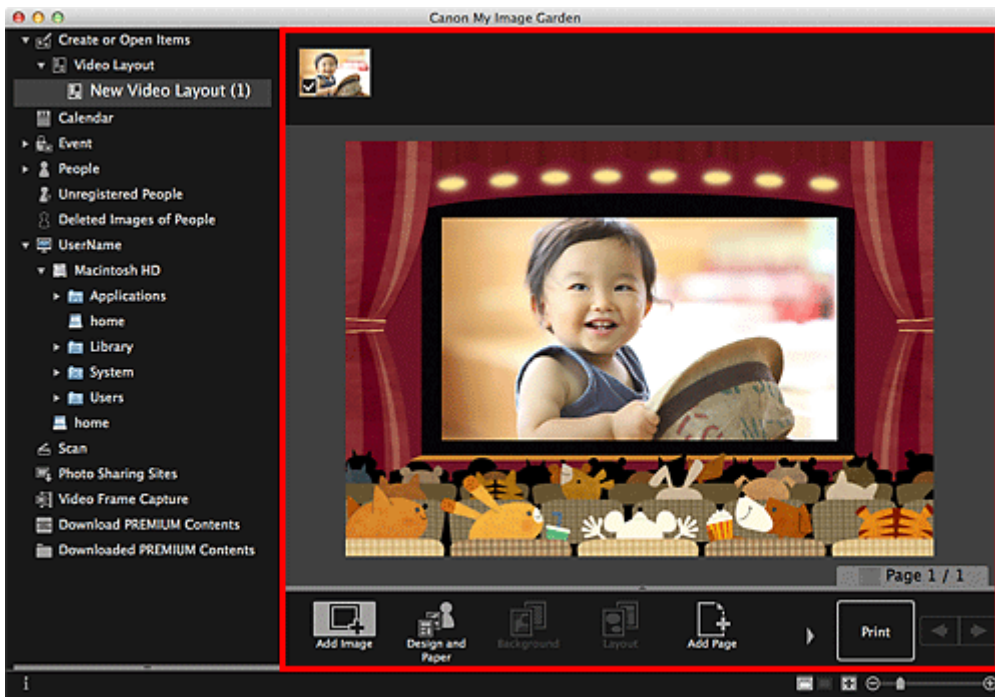 Canon My Image Garden
Create or Open Items
Video Layout
New Video Layout (1)
Calendar
Event
People
Unregistered People
Deleted Images of People
UserName
Macintosh HD
Applications
home
Library
System
Users
home
Scan
Photo Sharing Sites
Video Frame Capture
Download PREMIUM Contents
Downloaded PREMIUM Contents
Page 1 / 1
Add Image
Design and
Paper
Background
Layout
Add Page
Print